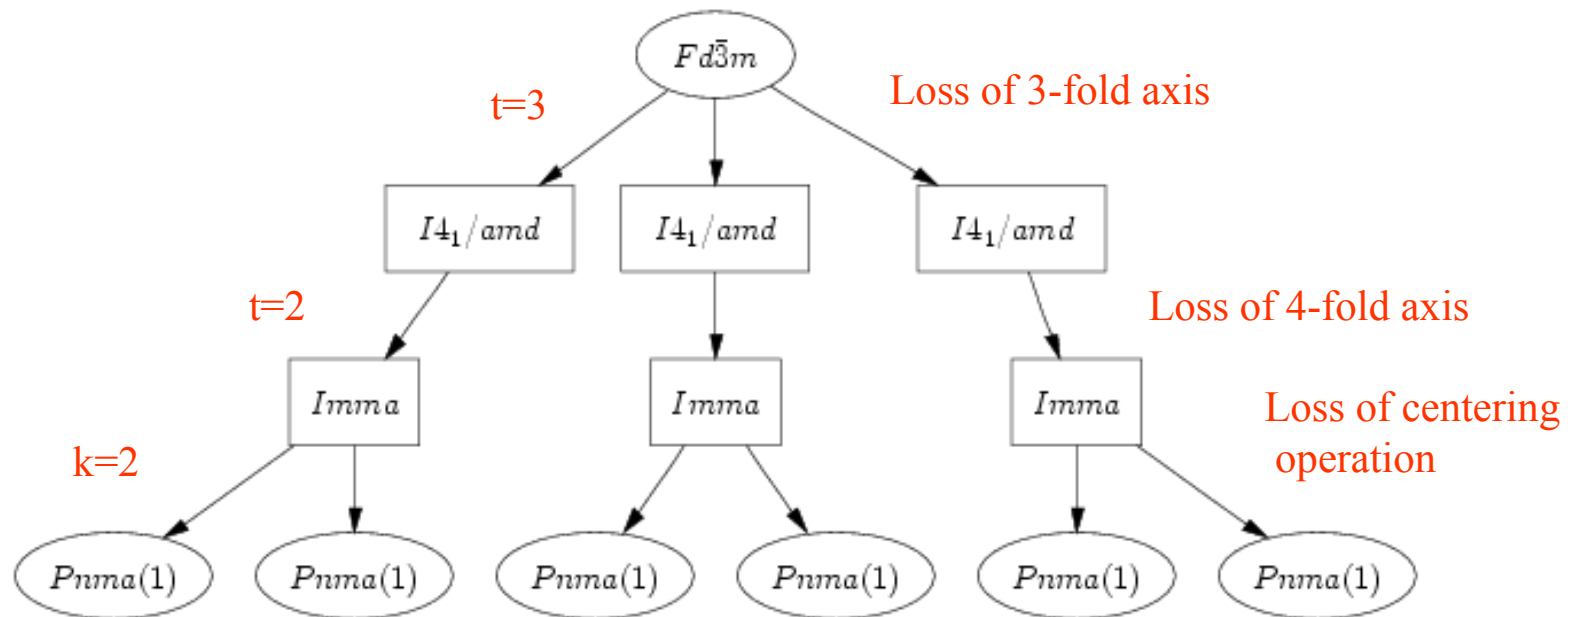 Fd3̄m
t=3
Loss of 3-fold axis
I4₁/amd
I4₁/amd
I4₁/amd
t=2
Loss of 4-fold axis
Imma
Imma
Imma
Loss of centering
operation
k=2
Pnma(1)
Pnma(1)
Pnma(1)
Pnma(1)
Pnma(1)
Pnma(1)